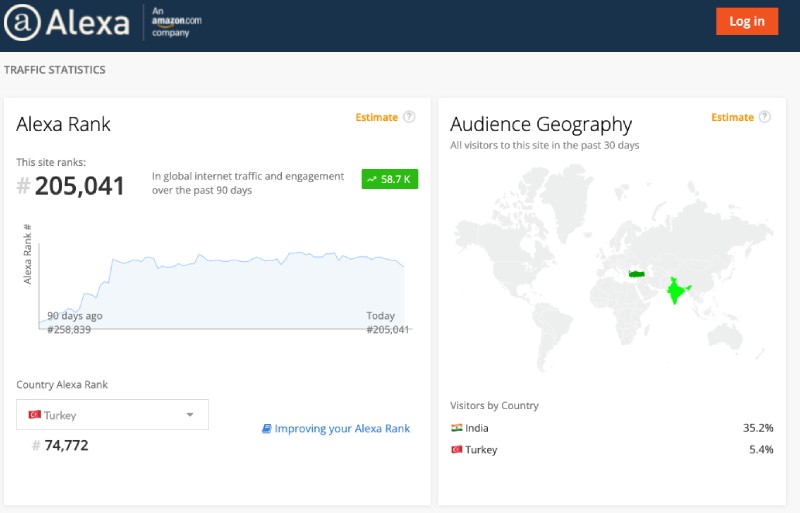 Alexa
An
amazon.com
company
Log in
TRAFFIC STATISTICS
Alexa Rank
Estimate ?
This site ranks:
# 205,041
In global internet traffic and engagement
over the past 90 days
58.7 K
Alexa Rank #
90 days ago
#258,839
Today
#205,041
Country Alexa Rank
Turkey
# 74,772
Improving your Alexa Rank
Audience Geography
Estimate ?
All visitors to this site in the past 30 days
Visitors by Country
India 35.2%
Turkey 5.4%